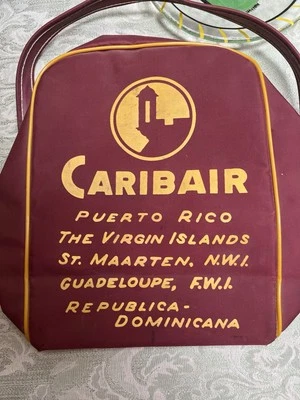 CARIBAIR
PUERTO RICO
THE VIRGIN ISLANDS
ST. MAARTEN, N.W.I.
GUADELOUPE, F.W.I.
REPUBLICA-
DOMINICANA